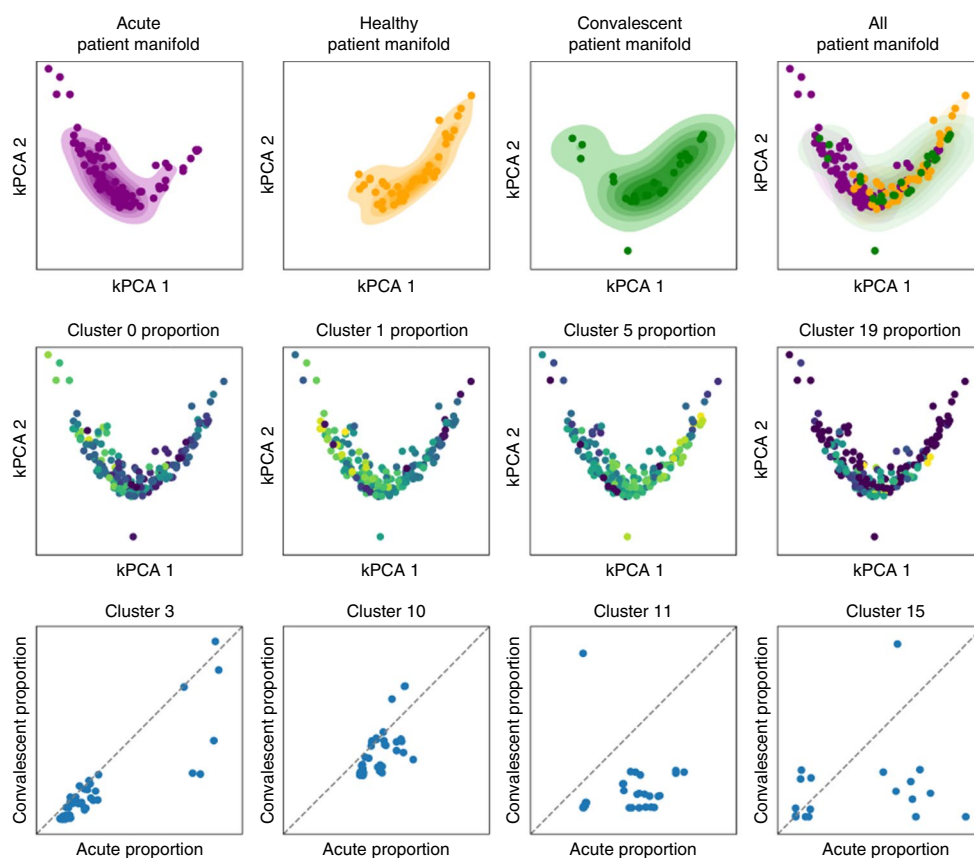 Acute
patient manifold
Healthy
patient manifold
Convalescent
patient manifold
All
patient manifold
kPCA 2
kPCA 1
kPCA 2
kPCA 1
kPCA 2
kPCA 1
kPCA 2
kPCA 1
Cluster 0 proportion
Cluster 1 proportion
Cluster 5 proportion
Cluster 19 proportion
kPCA 2
kPCA 1
kPCA 2
kPCA 1
kPCA 2
kPCA 1
kPCA 2
kPCA 1
Cluster 3
Cluster 10
Cluster 11
Cluster 15
Convalescent proportion
Acute proportion
Convalescent proportion
Acute proportion
Convalescent proportion
Acute proportion
Convalescent proportion
Acute proportion